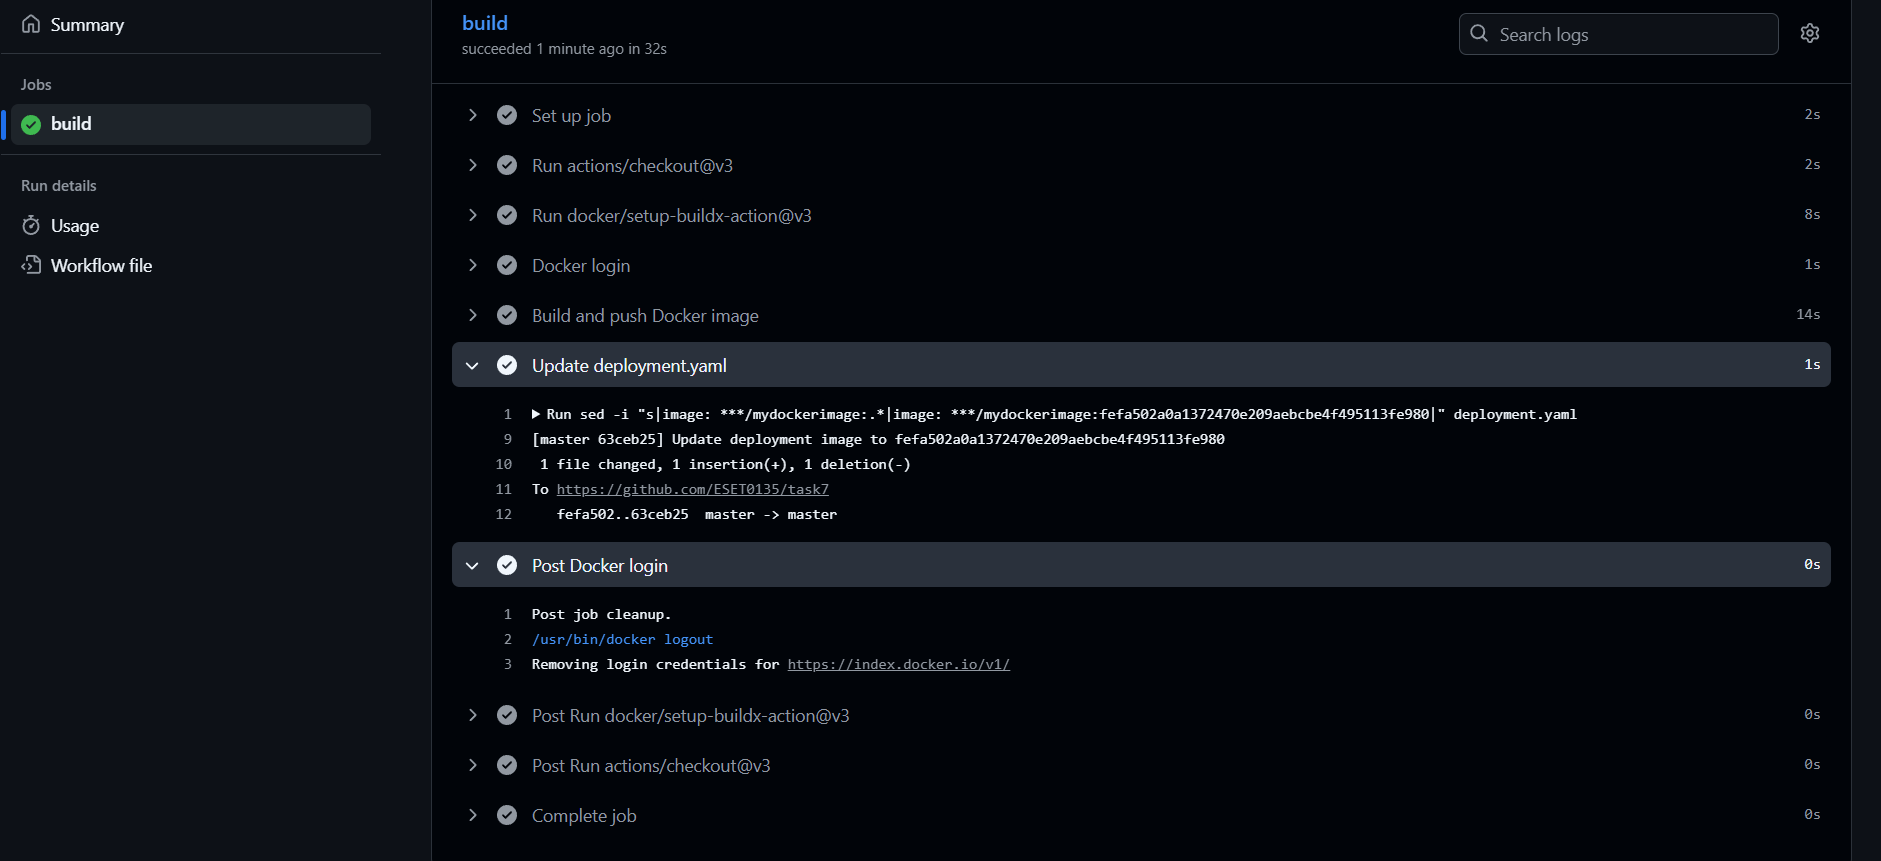 Summary
Jobs
build
Run details
Usage
Workflow file
build
succeeded 1 minute ago in 32s
Search logs
Set up job 2s
Run actions/checkout@v3 2s
Run docker/setup-buildx-action@v3 8s
Docker login 1s
Build and push Docker image 14s
Update deployment.yaml 1s
1 Run sed -i "s|image: ***/mydockerimage:.*|image: ***/mydockerimage:fefa502a0a1372470e209aebcbe4f495113fe980|" deployment.yaml
9 [master 63ceb25] Update deployment image to fefa502a0a1372470e209aebcbe4f495113fe980
10 1 file changed, 1 insertion(+), 1 deletion(-)
11 To https://github.com/ESET0135/task7
12 fefa502..63ceb25 master -> master
Post Docker login 0s
1 Post job cleanup.
2 /usr/bin/docker logout
3 Removing login credentials for https://index.docker.io/v1/
Post Run docker/setup-buildx-action@v3 0s
Post Run actions/checkout@v3 0s
Complete job 0s